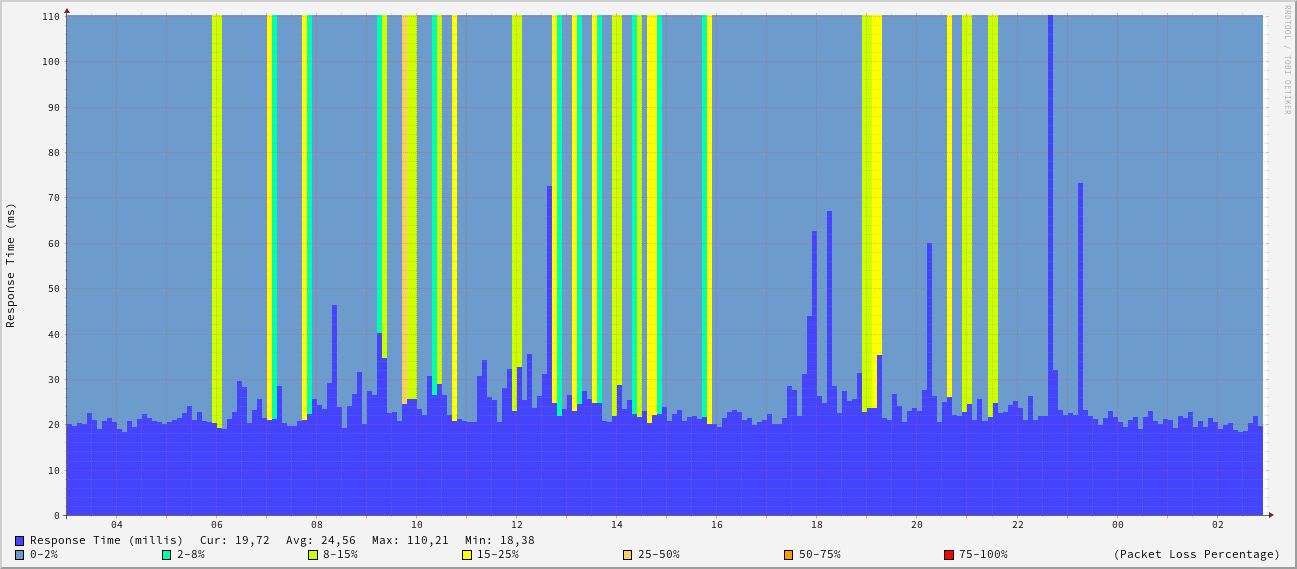 RRDTOOL / TOBI OETIKER
Response Time (ms)
110
100
90
80
70
60
50
40
30
20
10
0
04 06 08 10 12 14 16 18 20 22 00 02
Response Time (millis) Cur: 19,72 Avg: 24,56 Max: 110,21 Min: 18,38
0-2% 2-8% 8-15% 15-25% 25-50% 50-75% 75-100% (Packet Loss Percentage)